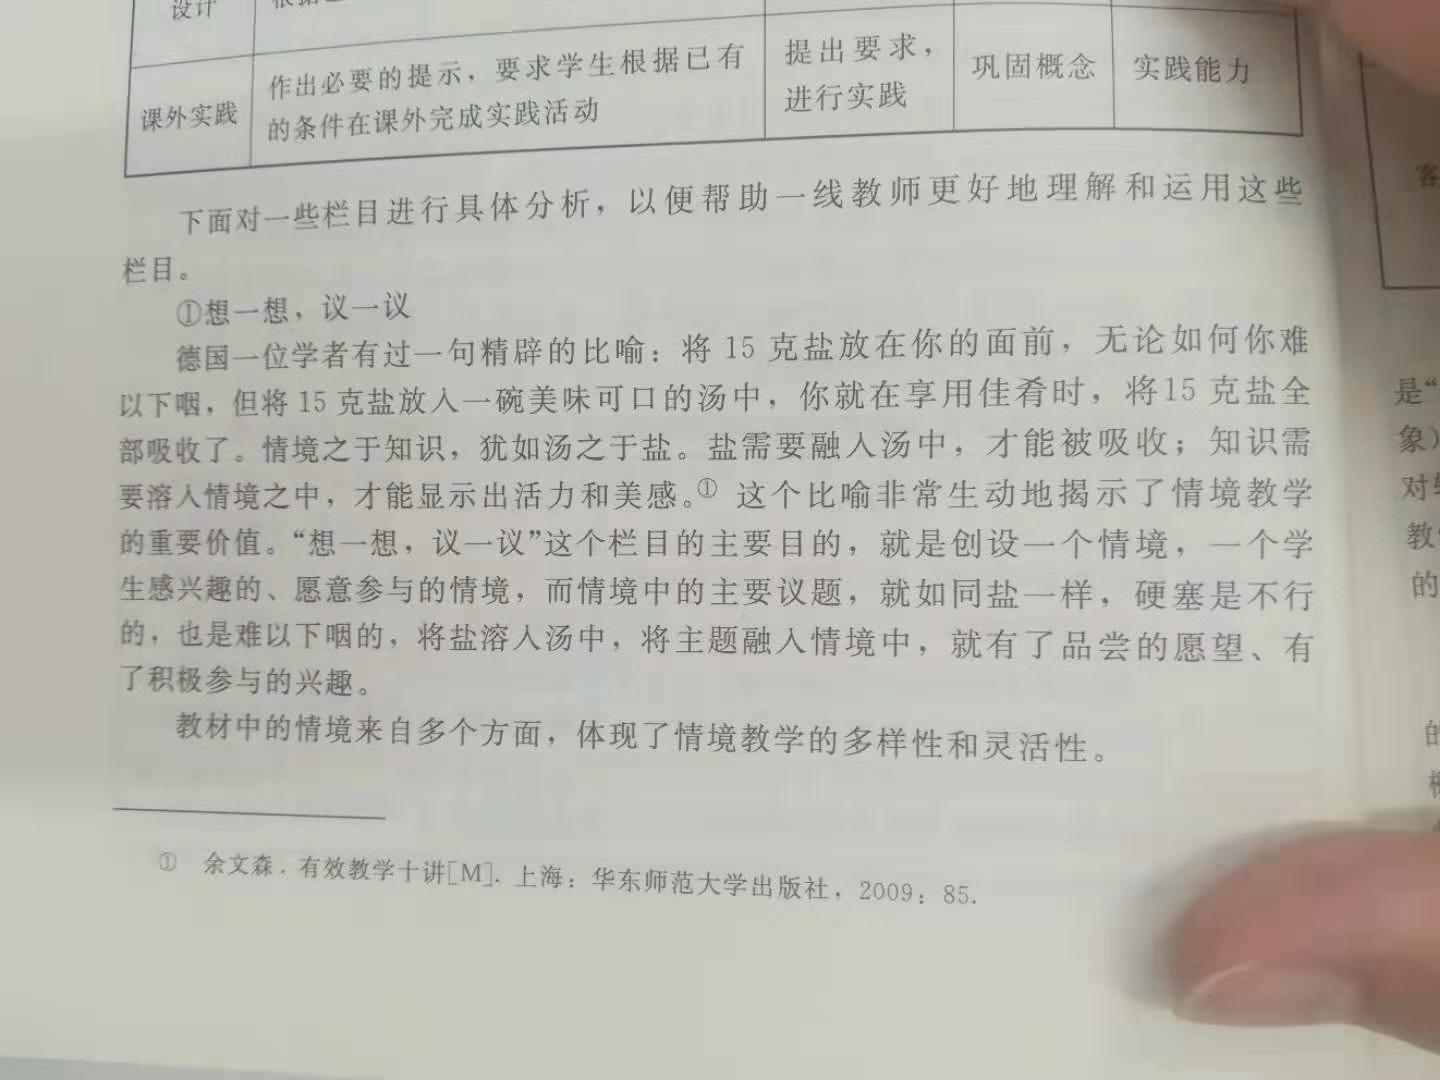 设计
课外实践
作出必要的提示，要求学生根据已有
的条件在课外完成实践活动
提出要求，
进行实践
巩固概念
实践能力
下面对一些栏目进行具体分析，以便帮助一线教师更好地理解和运用这些
栏目。
①想一想，议一议
德国一位学者有过一句精辟的比喻：将 15 克盐放在你的面前，无论如何你难
以下咽，但将 15 克盐放入一碗美味可口的汤中，你就在享用佳肴时，将15 克盐全
部吸收了。情境之于知识，犹如汤之于盐。盐需要融入汤中，才能被吸收；知识需
要溶入情境之中，才能显示出活力和美感。① 这个比喻非常生动地揭示了情境教学
的重要价值。“想一想，议一议”这个栏目的主要目的，就是创设一个情境，一个学
生感兴趣的、愿意参与的情境，而情境中的主要议题，就如同盐一样，硬塞是不行
的，也是难以下咽的，将盐溶入汤中，将主题融入情境中，就有了品尝的愿望、有
了积极参与的兴趣。
教材中的情境来自多个方面，体现了情境教学的多样性和灵活性。
① 余文森. 有效教学十讲[M]. 上海：华东师范大学出版社，2009：85.
是“
象）
对
教
的
的